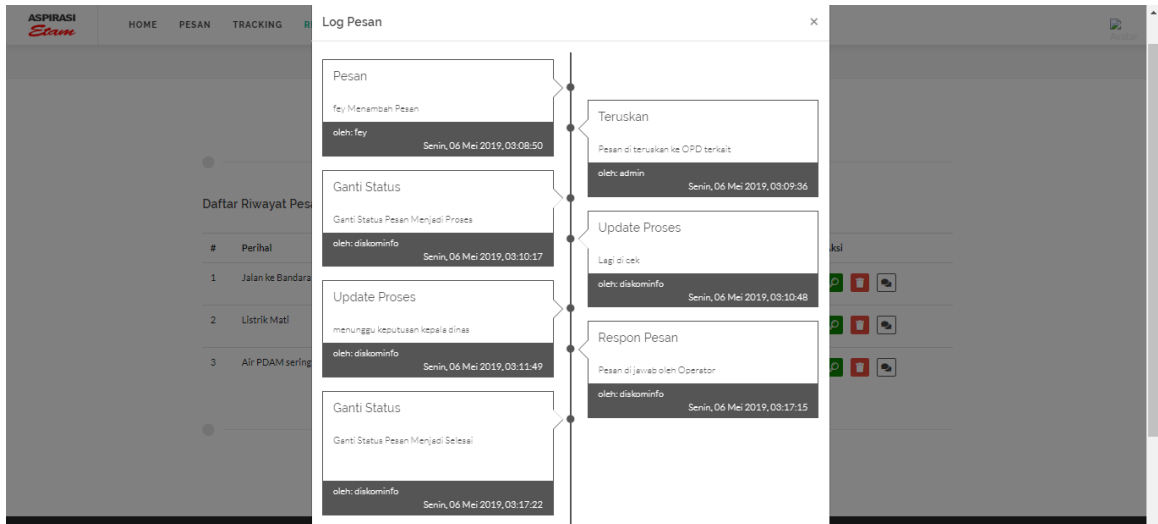 ASPIRASI
Etam
HOME
PESAN
TRACKING
Log Pesan
×
Pesan
fey Menambah Pesan
oleh: fey
Senin, 06 Mei 2019, 03:08:50
Teruskan
Pesan di teruskan ke OPD terkait
oleh: admin
Senin, 06 Mei 2019, 03:09:36
Ganti Status
Ganti Status Pesan Menjadi Proses
oleh: diskominfo
Senin, 06 Mei 2019, 03:10:17
Update Proses
Lagi di cek
oleh: diskominfo
Senin, 06 Mei 2019, 03:10:48
Update Proses
menunggu keputusan kepala dinas
oleh: diskominfo
Senin, 06 Mei 2019, 03:11:49
Respon Pesan
Pesan di jawab oleh Operator
oleh: diskominfo
Senin, 06 Mei 2019, 03:17:15
Ganti Status
Ganti Status Pesan Menjadi Selesai
oleh: diskominfo
Senin, 06 Mei 2019, 03:17:22
Daftar Riwayat
# Perihal
1 Jalan ke Bandara
2 Listrik Mati
3 Air PDAM sering